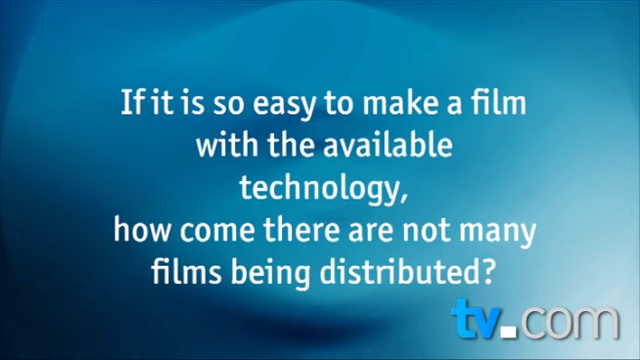 If it is so easy to make a film
with the available
technology,
how come there are not many
films being distributed?
tv.com